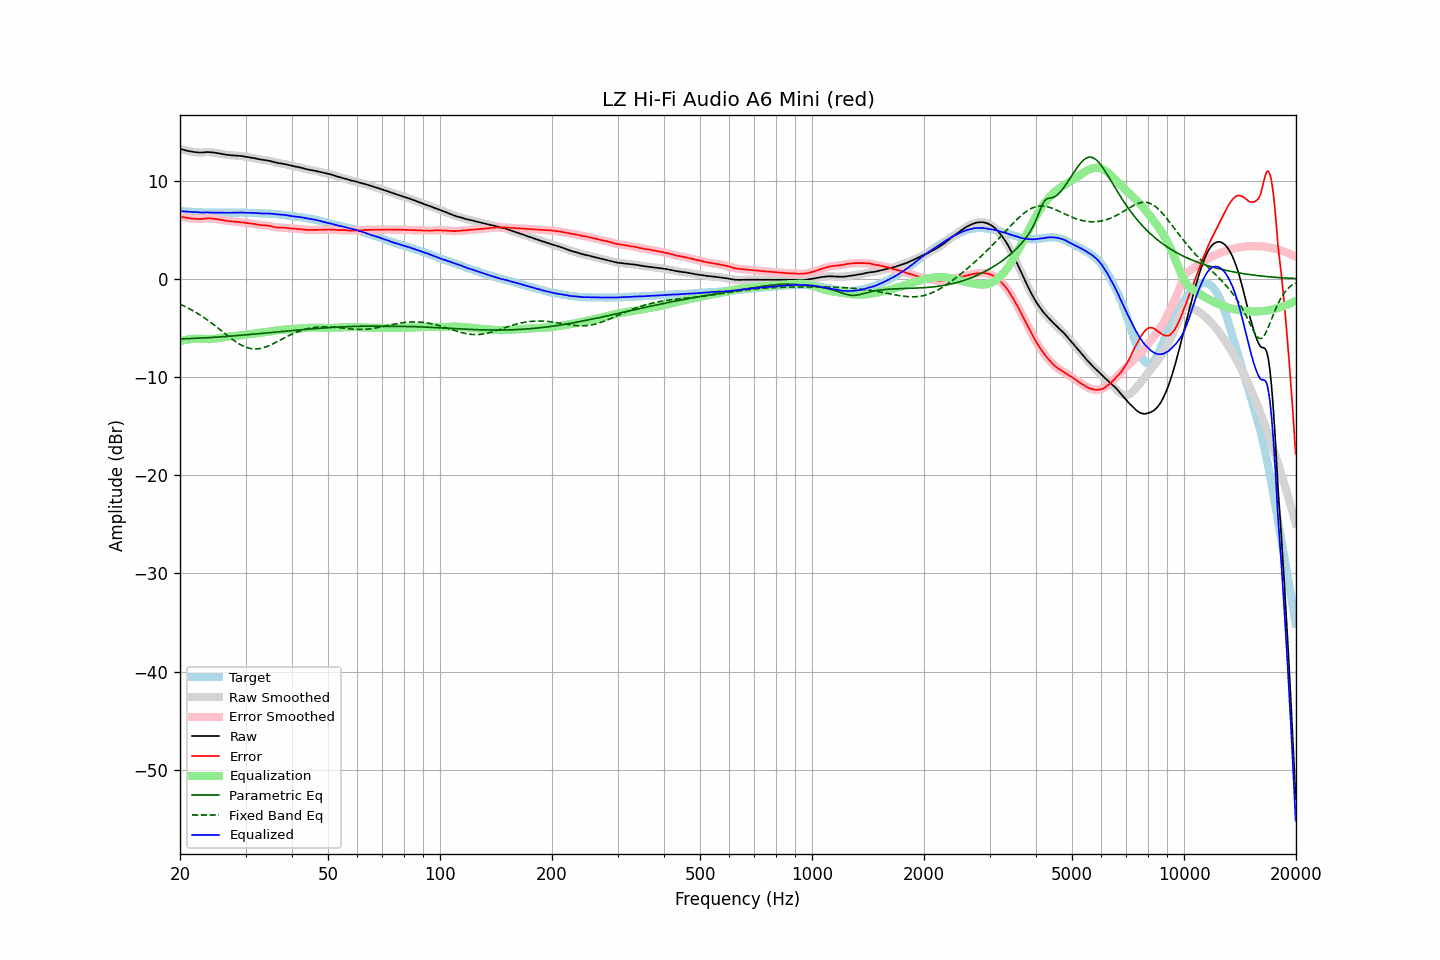 LZ Hi-Fi Audio A6 Mini (red)
Amplitude (dBr)
10
0
−10
−20
−30
−40
−50
Target
Raw Smoothed
Error Smoothed
Raw
Error
Equalization
Parametric Eq
Fixed Band Eq
Equalized
20 50 100 200 500 1000 2000 5000 10000 20000
Frequency (Hz)